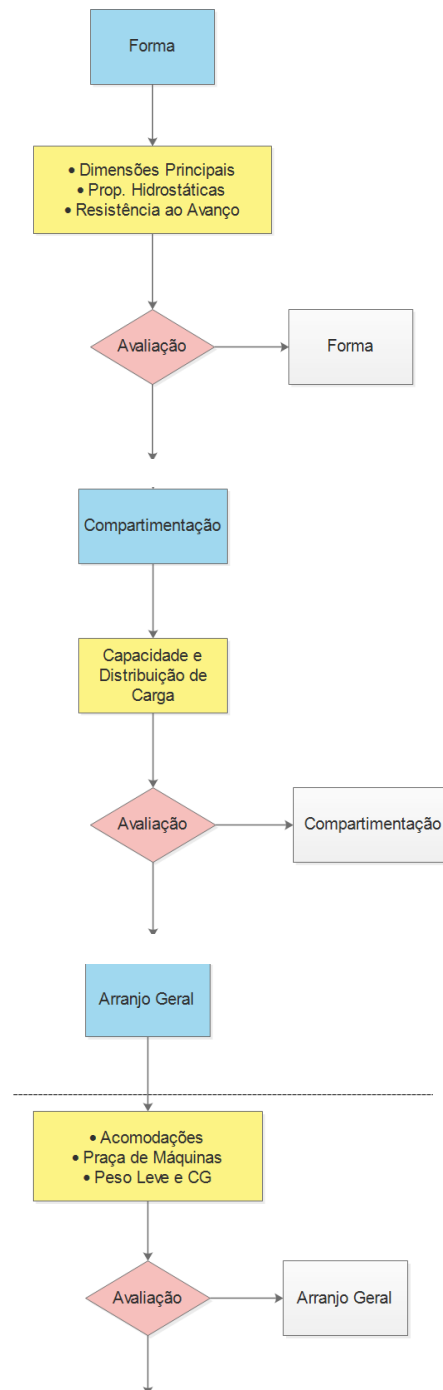 Forma
• Dimensões Principais
• Prop. Hidrostáticas
• Resistência ao Avanço
Avaliação
Forma
Compartimentação
Capacidade e
Distribuição de
Carga
Avaliação
Compartimentação
Arranjo Geral
• Acomodações
• Praça de Máquinas
• Peso Leve e CG
Avaliação
Arranjo Geral